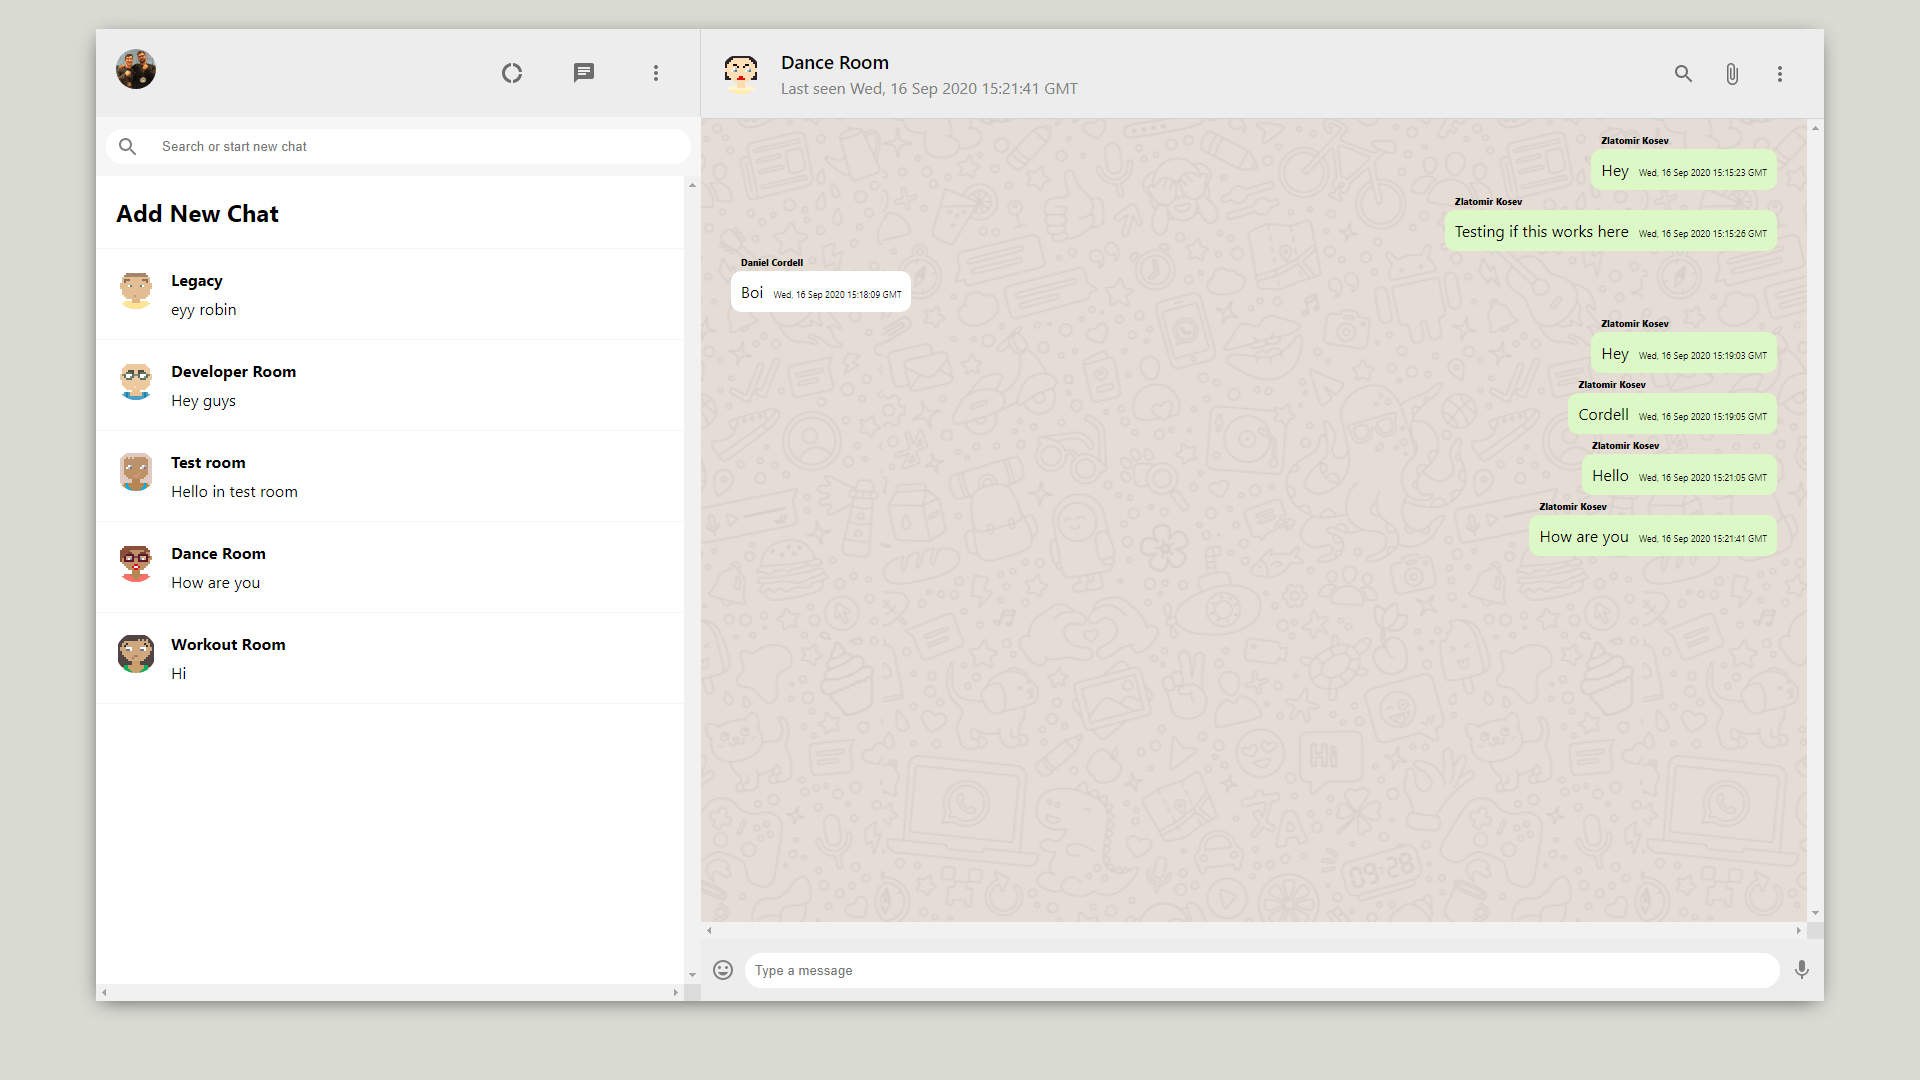 Dance Room
Last seen Wed, 16 Sep 2020 15:21:41 GMT
Search or start new chat
Add New Chat
Legacy
eyy robin
Developer Room
Hey guys
Test room
Hello in test room
Dance Room
How are you
Workout Room
Hi
Zlatomir Kosev
Hey Wed, 16 Sep 2020 15:15:23 GMT
Zlatomir Kosev
Testing if this works here Wed, 16 Sep 2020 15:15:26 GMT
Daniel Cordell
Boi Wed, 16 Sep 2020 15:18:09 GMT
Zlatomir Kosev
Hey Wed, 16 Sep 2020 15:19:03 GMT
Zlatomir Kosev
Cordell Wed, 16 Sep 2020 15:19:05 GMT
Zlatomir Kosev
Hello Wed, 16 Sep 2020 15:21:05 GMT
Zlatomir Kosev
How are you Wed, 16 Sep 2020 15:21:41 GMT
Hi
09:28
Type a message